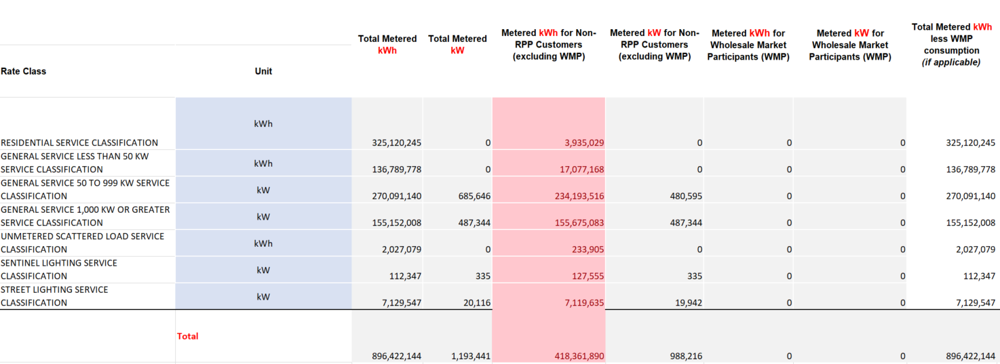 Rate Class
Unit
Total Metered
kWh
Total Metered
kW
Metered kWh for Non-
RPP Customers
(excluding WMP)
Metered kW for Non-
RPP Customers
(excluding WMP)
Metered kWh for
Wholesale Market
Participants (WMP)
Metered kW for
Wholesale Market
Participants (WMP)
Total Metered kWh
less WMP
consumption
(if applicable)
RESIDENTIAL SERVICE CLASSIFICATION kWh 325,120,245 0 3,935,029 0 0 0 325,120,245
GENERAL SERVICE LESS THAN 50 KW
SERVICE CLASSIFICATION kWh 136,789,778 0 17,077,168 0 0 0 136,789,778
GENERAL SERVICE 50 TO 999 KW SERVICE
CLASSIFICATION kW 270,091,140 685,646 234,193,516 480,595 0 0 270,091,140
GENERAL SERVICE 1,000 KW OR GREATER
SERVICE CLASSIFICATION kW 155,152,008 487,344 155,675,083 487,344 0 0 155,152,008
UNMETERED SCATTERED LOAD SERVICE
CLASSIFICATION kWh 2,027,079 0 233,905 0 0 0 2,027,079
SENTINEL LIGHTING SERVICE
CLASSIFICATION kW 112,347 335 127,555 335 0 0 112,347
STREET LIGHTING SERVICE
CLASSIFICATION kW 7,129,547 20,116 7,119,635 19,942 0 0 7,129,547
Total 896,422,144 1,193,441 418,361,890 988,216 0 0 896,422,144